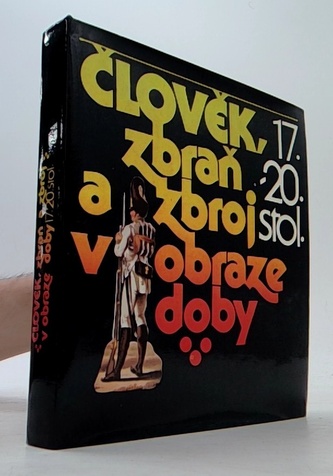 ČLOVĚK,
zbraň
a zbroj
v obraze
doby
17.
-20.
stol.
ČLOVĚK, zbraň a zbroj
v obraze doby 17/20 stol.